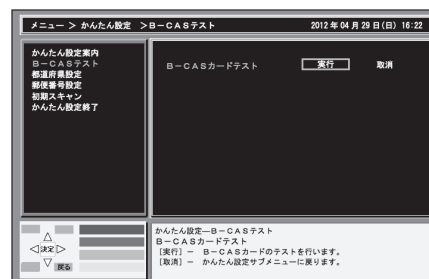 メニュー > かんたん設定 >B-CASテスト 2012年04月29日(日) 16:22
かんたん設定案内
B-CASテスト
都道府県設定
郵便番号設定
初期スキャン
かんたん設定終了
B-CASカードテスト 実行 取消
決定
戻る
かんたん設定―B-CASテスト
B-CASカードテスト
[実行] ― B-CASカードのテストを行います。
[取消] ― かんたん設定サブメニューに戻ります。